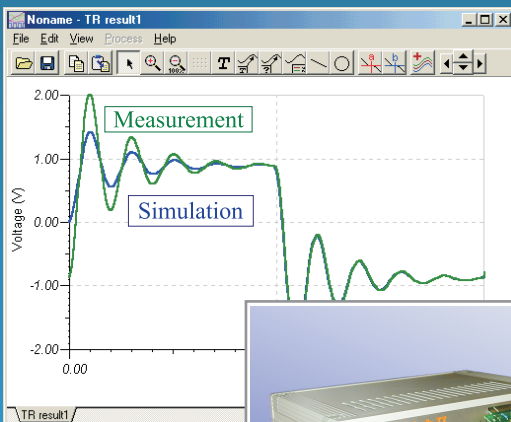 Noname - TR result1
File Edit View Process Help
T
100%
a
b
2.00
Measurement
1.00
Simulation
Voltage (V)
0.00
-1.00
-2.00
0.00
TR result1